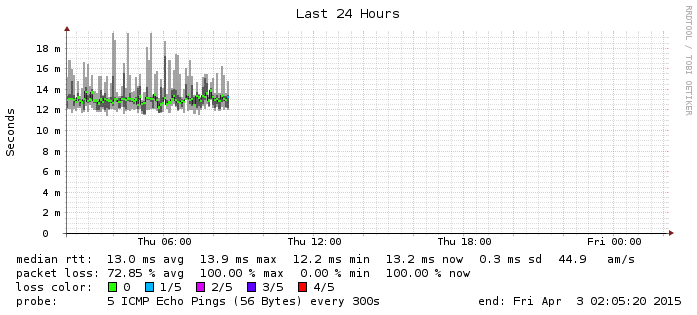 Last 24 Hours
RRDTOOL / TOBI OETIKER
Seconds
18 m
16 m
14 m
12 m
10 m
8 m
6 m
4 m
2 m
0
Thu 06:00 Thu 12:00 Thu 18:00 Fri 00:00
median rtt: 13.0 ms avg 13.9 ms max 12.2 ms min 13.2 ms now 0.3 ms sd 44.9 am/s
packet loss: 72.85 % avg 100.00 % max 0.00 % min 100.00 % now
loss color: 0 1/5 2/5 3/5 4/5
probe: 5 ICMP Echo Pings (56 Bytes) every 300s end: Fri Apr 3 02:05:20 2015